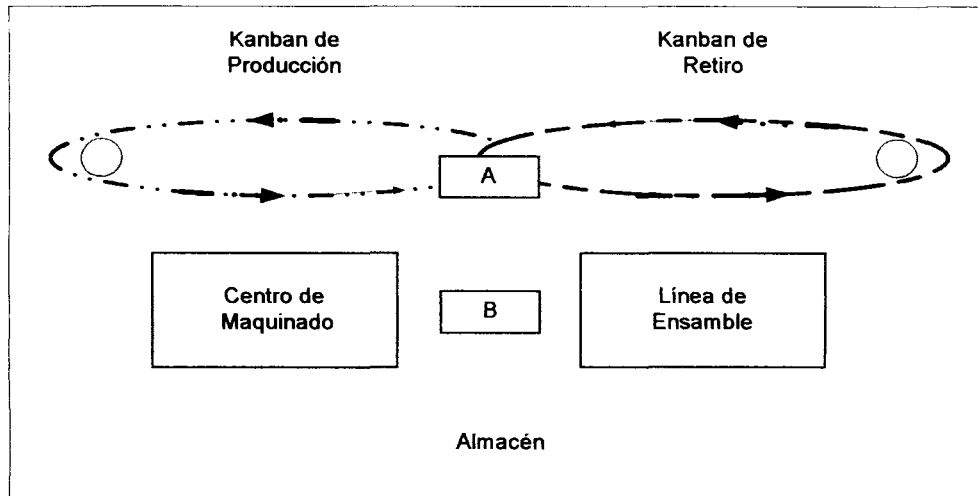 Kanban de
Producción
Kanban de
Retiro
A
Centro de
Maquinado
B
Línea de
Ensamble
Almacén